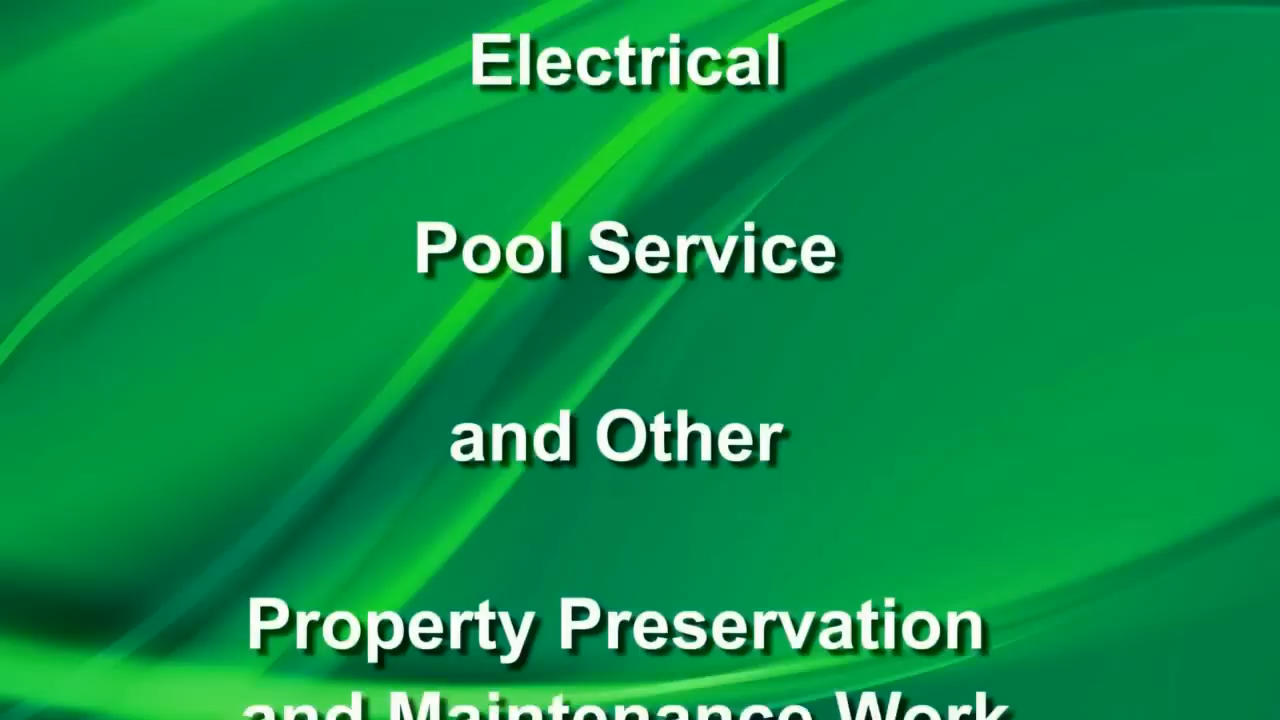 Electrical
Pool Service
and Other
Property Preservation
and Maintenance Work